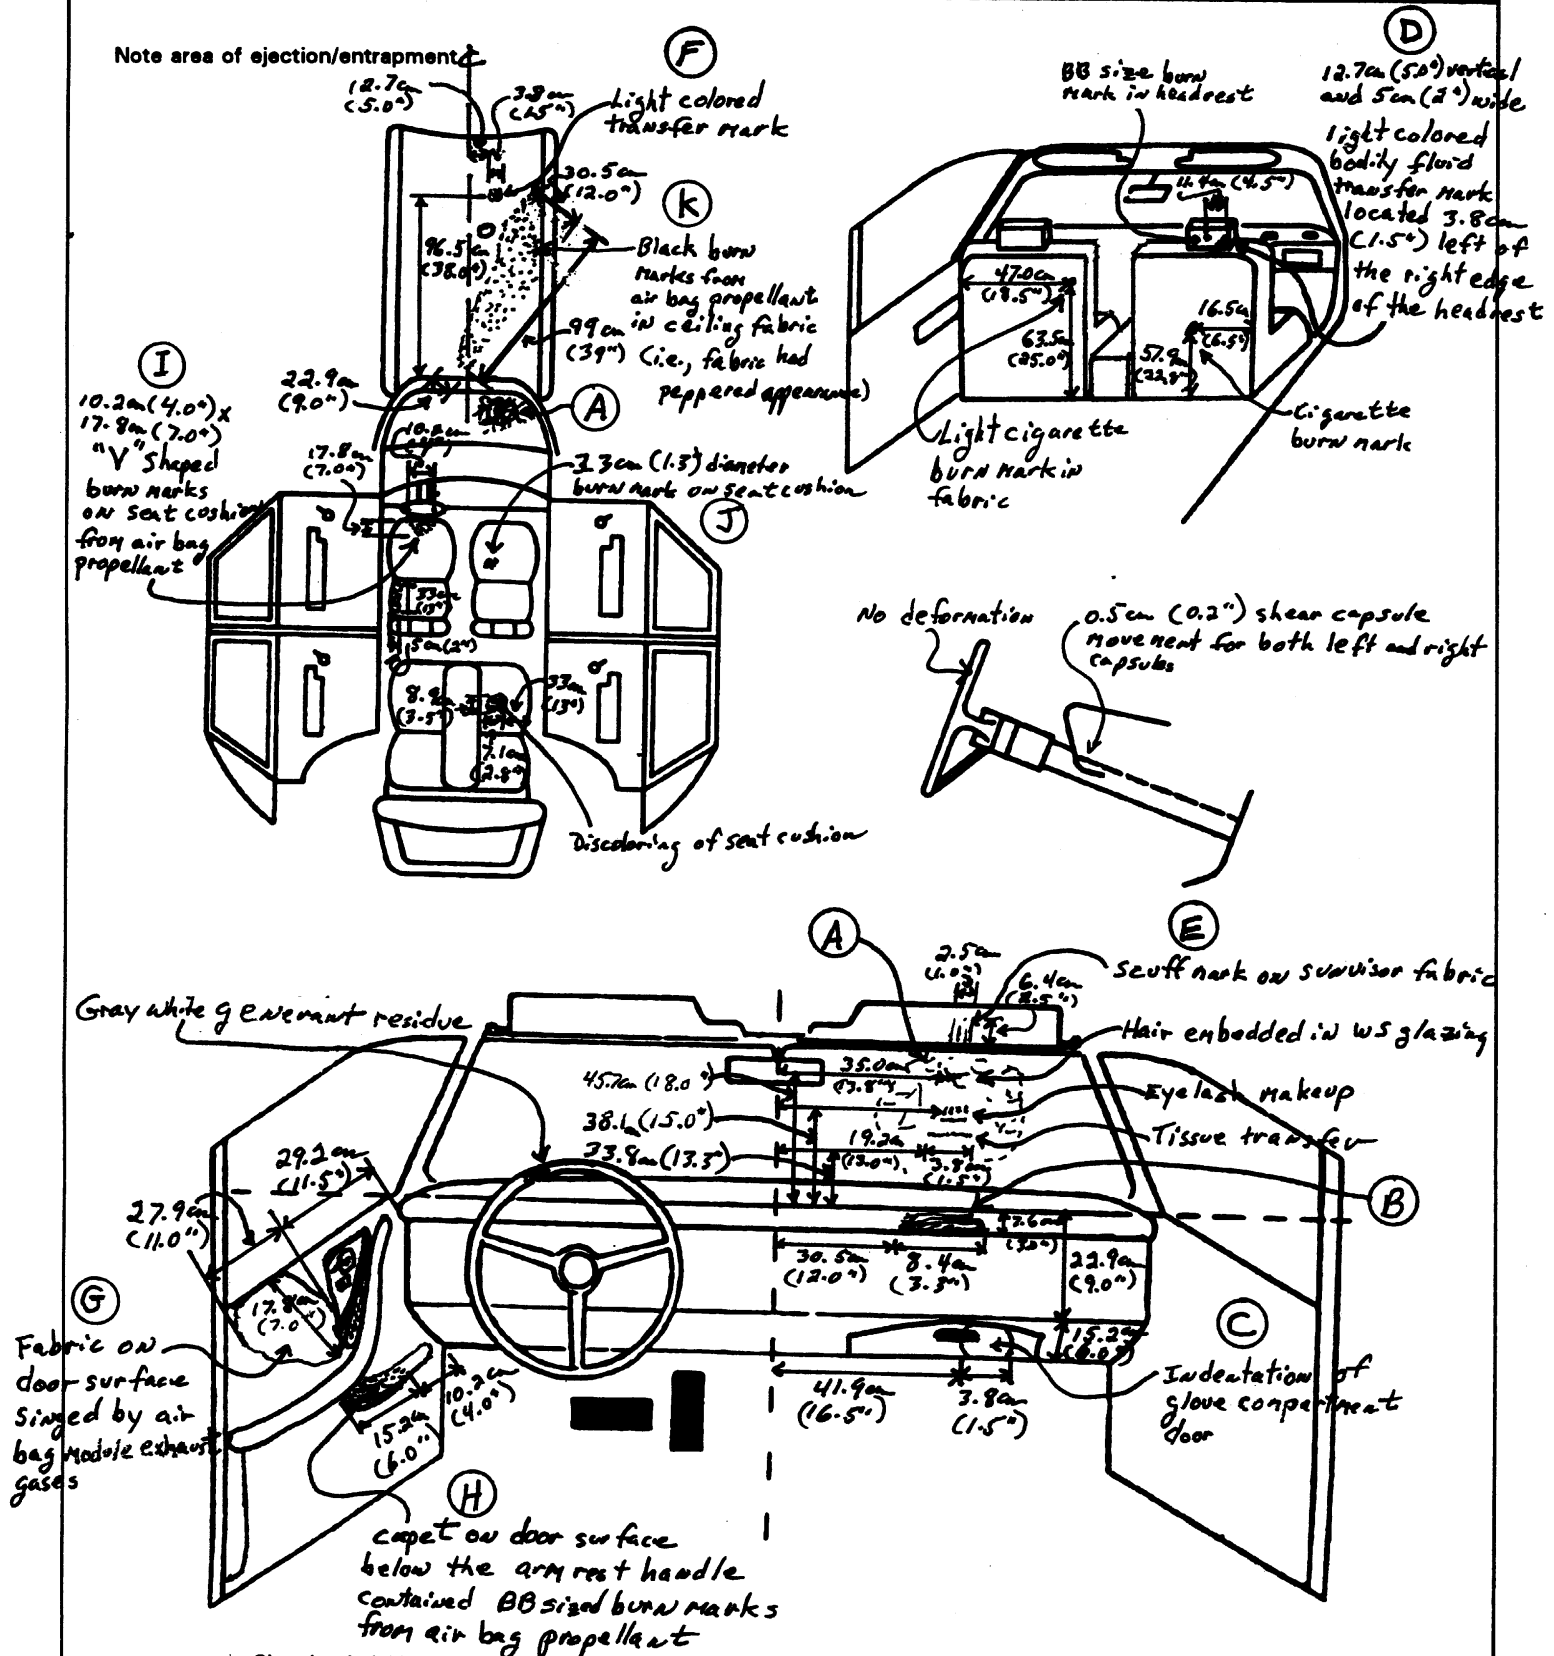 Note area of ejection/entrapment
12.7cm
(5.0")
3.8cm
(1.5")
F
Light colored
transfer mark
30.5cm
(12.0")
K
Black burn
marks from
air bag propellant
in ceiling fabric
(i.e., fabric had
peppered appearance)
96.5cm
(38.0")
99cm
(39")
22.9cm
(9.0")
A
I
10.2cm (4.0") x
17.8cm (7.0")
"V" shaped
burn marks
on seat cushion
from air bag
propellant
17.8cm
(7.0")
10.2cm
3.3cm (1.3") diameter
burn mark on seat cushion
J
33cm
(13")
5cm (2")
8.9cm
(3.5")
33cm
(13")
7.1cm
(2.8")
Discoloring of seat cushion
BB size burn
mark in headrest
D
12.7cm (5.0") vertical
and 5cm (2") wide
light colored
bodily fluid
transfer mark
located 3.8cm
(1.5") left of
the right edge
of the headrest
11.4cm (4.5")
47.0cm
(18.5")
63.5cm
(25.0")
16.5cm
(6.5")
57.9cm
(22.8")
Light cigarette
burn mark in
fabric
Cigarette
burn mark
No deformation
0.5cm (0.2") shear capsule
movement for both left and right
capsuls
A
E
2.5cm
(1.0")
6.4cm
(2.5")
Scuff mark on sunvisor fabric
Gray white generant residue
Hair embedded in WS glazing
35.0cm
(13.8")
45.7cm (18.0")
Eyelash makeup
38.1cm (15.0")
Tissue transfer
33.8cm (13.3")
19.2cm
(13.0")
3.8cm
(1.5")
B
29.2cm
(11.5")
27.9cm
(11.0")
7.6cm
(3.0")
30.5cm
(12.0")
8.4cm
(3.3")
22.9cm
(9.0")
G
17.8cm
(7.0")
Fabric on
door surface
singed by air
bag module exhaust
gases
C
15.2cm
(6.0")
Indentation of
glove compartment
door
10.2cm
(4.0")
15.2cm
(6.0")
41.9cm
(16.5")
3.8cm
(1.5")
H
Carpet on door surface
below the arm rest handle
contained BB sized burn marks
from air bag propellant